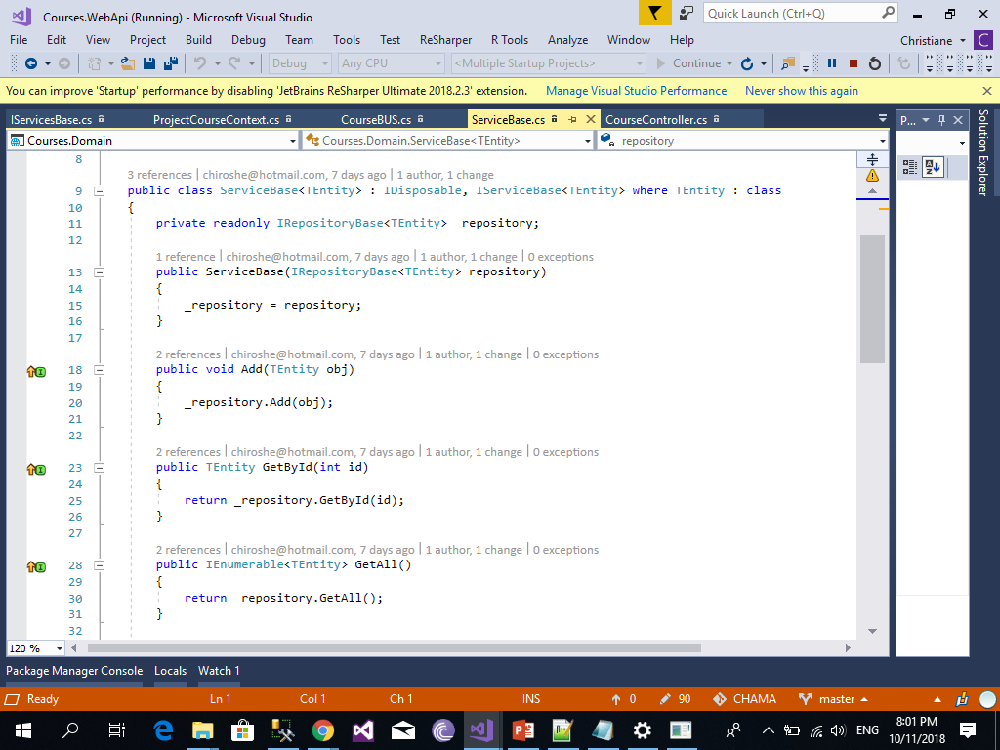 Courses.WebApi (Running) - Microsoft Visual Studio
Quick Launch (Ctrl+Q)
File Edit View Project Build Debug Team Tools Test ReSharper R Tools Analyze Window Help
Christiane C
Debug Any CPU <Multiple Startup Projects> Continue
You can improve 'Startup' performance by disabling 'JetBrains ReSharper Ultimate 2018.2.3' extension. Manage Visual Studio Performance Never show this again
IServicesBase.cs ProjectCourseContext.cs CourseBUS.cs ServiceBase.cs CourseController.cs P...
Courses.Domain Courses.Domain.ServiceBase<TEntity> _repository
Solution Explorer
8
3 references | chiroshe@hotmail.com, 7 days ago | 1 author, 1 change
9 public class ServiceBase<TEntity> : IDisposable, IServiceBase<TEntity> where TEntity : class
10 {
11 private readonly IRepositoryBase<TEntity> _repository;
12
1 reference | chiroshe@hotmail.com, 7 days ago | 1 author, 1 change | 0 exceptions
13 public ServiceBase(IRepositoryBase<TEntity> repository)
14 {
15 _repository = repository;
16 }
17
2 references | chiroshe@hotmail.com, 7 days ago | 1 author, 1 change | 0 exceptions
18 public void Add(TEntity obj)
19 {
20 _repository.Add(obj);
21 }
22
2 references | chiroshe@hotmail.com, 7 days ago | 1 author, 1 change | 0 exceptions
23 public TEntity GetById(int id)
24 {
25 return _repository.GetById(id);
26 }
27
2 references | chiroshe@hotmail.com, 7 days ago | 1 author, 1 change | 0 exceptions
28 public IEnumerable<TEntity> GetAll()
29 {
30 return _repository.GetAll();
31 }
32
120 %
Package Manager Console Locals Watch 1
Ready Ln 1 Col 1 Ch 1 INS 0 90 CHAMA master
ENG 8:01 PM
10/11/2018